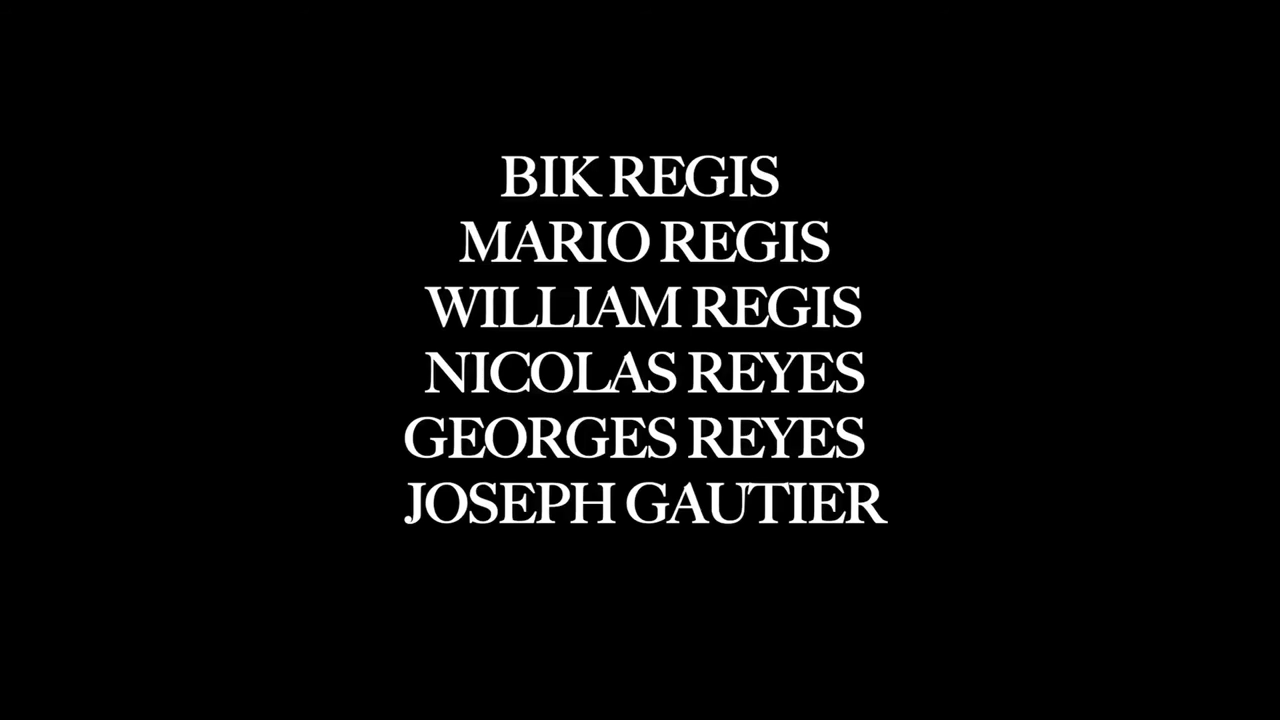 BIK REGIS
MARIO REGIS
WILLIAM REGIS
NICOLAS REYES
GEORGES REYES
JOSEPH GAUTIER